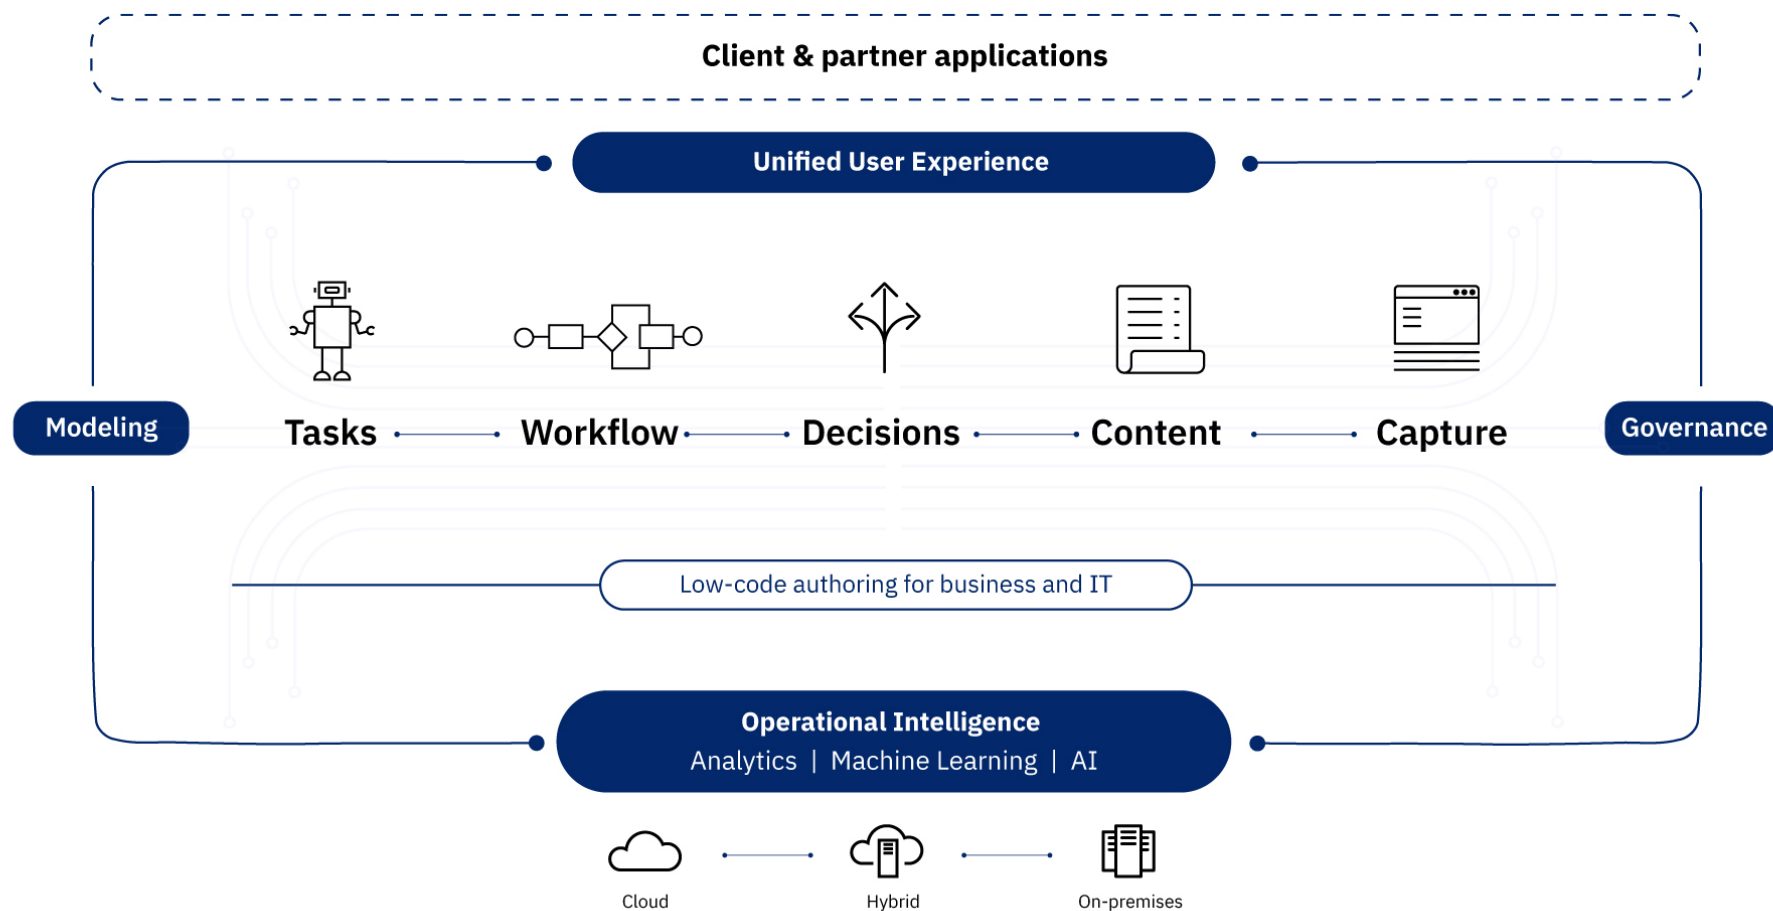 Client & partner applications
Unified User Experience
Modeling
Tasks
Workflow
Decisions
Content
Capture
Governance
Low-code authoring for business and IT
Operational Intelligence
Analytics | Machine Learning | AI
Cloud
Hybrid
On-premises